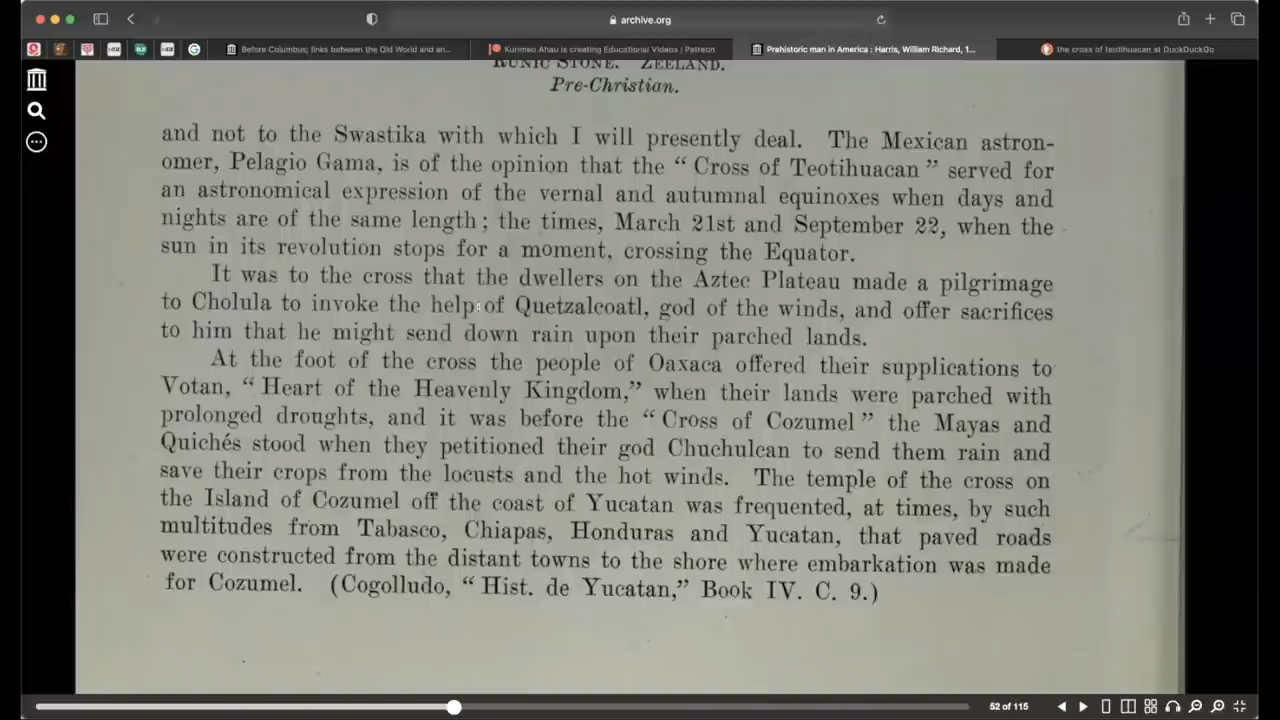 archive.org
Before Columbus; links between the Old World and an...
Kurimeo Ahau is creating Educational Videos | Patreon
Prehistoric man in America : Harris, William Richard, 1...
the cross of teotihuacan at DuckDuckGo
RUNIC STONE. ZEELAND.
Pre-Christian.
and not to the Swastika with which I will presently deal. The Mexican astron-
omer, Pelagio Gama, is of the opinion that the “ Cross of Teotihuacan ” served for
an astronomical expression of the vernal and autumnal equinoxes when days and
nights are of the same length ; the times, March 21st and September 22, when the
sun in its revolution stops for a moment, crossing the Equator.
It was to the cross that the dwellers on the Aztec Plateau made a pilgrimage
to Cholula to invoke the help of Quetzalcoatl, god of the winds, and offer sacrifices
to him that he might send down rain upon their parched lands.
At the foot of the cross the people of Oaxaca offered their supplications to
Votan, “ Heart of the Heavenly Kingdom,” when their lands were parched with
prolonged droughts, and it was before the “ Cross of Cozumel ” the Mayas and
Quichés stood when they petitioned their god Chuchulcan to send them rain and
save their crops from the locusts and the hot winds. The temple of the cross on
the Island of Cozumel off the coast of Yucatan was frequented, at times, by such
multitudes from Tabasco, Chiapas, Honduras and Yucatan, that paved roads
were constructed from the distant towns to the shore where embarkation was made
for Cozumel. (Cogolludo, “ Hist. de Yucatan,” Book IV. C. 9.)
52 of 115